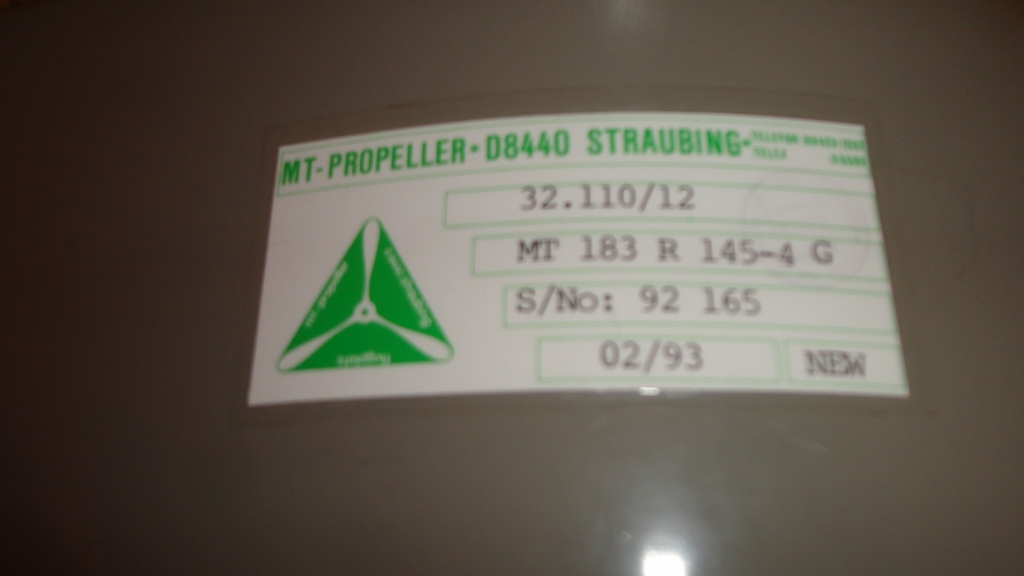 MT-PROPELLER • D8440 STRAUBING •
32.110/12
MT 183 R 145-4 G
S/No: 92 165
02/93
NEW